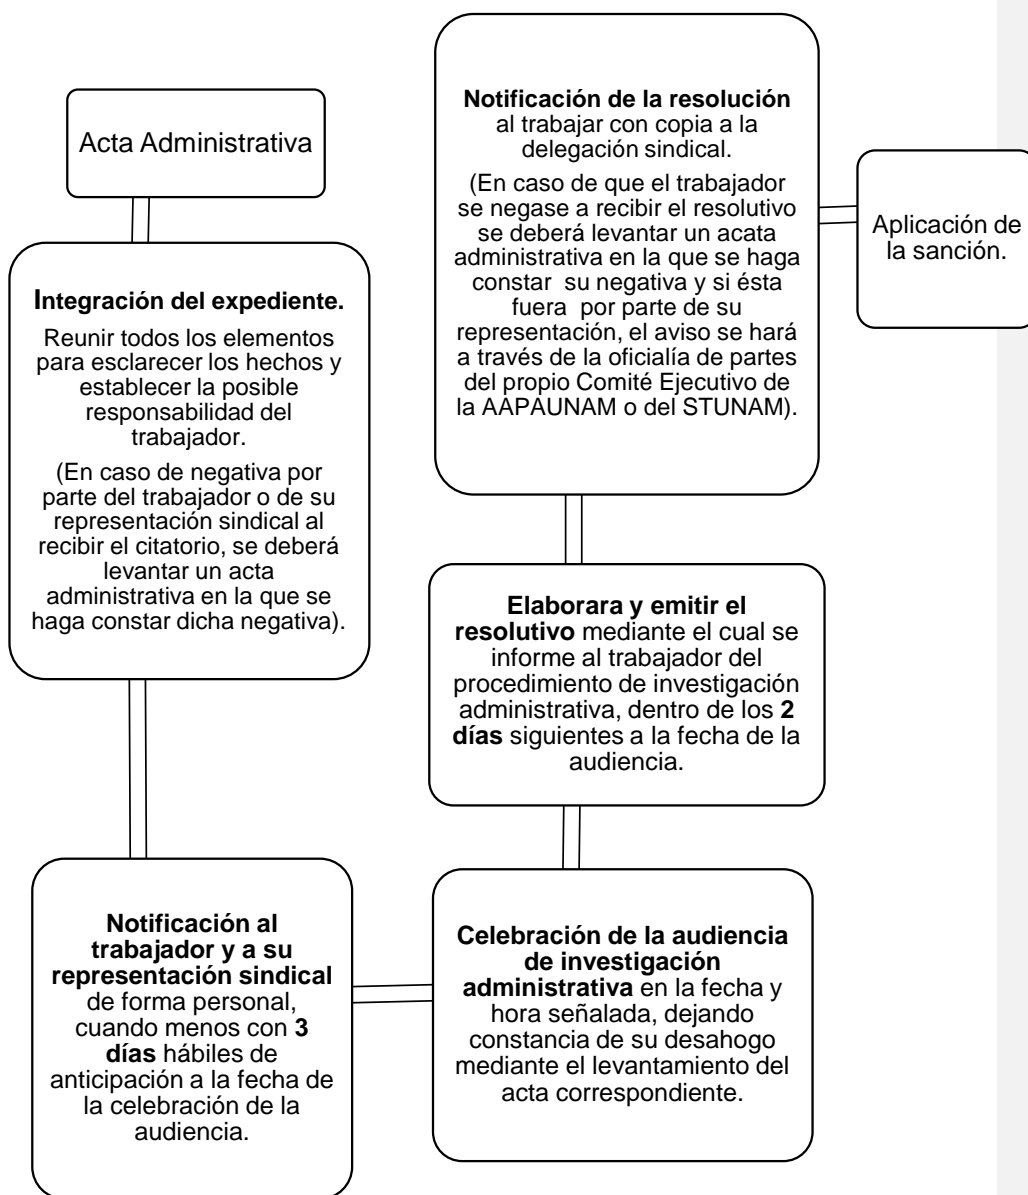 Acta Administrativa
Integración del expediente.
Reunir todos los elementos
para esclarecer los hechos y
establecer la posible
responsabilidad del
trabajador.
(En caso de negativa por
parte del trabajador o de su
representación sindical al
recibir el citatorio, se deberá
levantar un acta
administrativa en la que se
haga constar dicha negativa).
Notificación al
trabajador y a su
representación sindical
de forma personal,
cuando menos con 3
días hábiles de
anticipación a la fecha de
la celebración de la
audiencia.
Celebración de la audiencia
de investigación
administrativa en la fecha y
hora señalada, dejando
constancia de su desahogo
mediante el levantamiento del
acta correspondiente.
Elaborara y emitir el
resolutivo mediante el cual se
informe al trabajador del
procedimiento de investigación
administrativa, dentro de los 2
días siguientes a la fecha de la
audiencia.
Notificación de la resolución
al trabajar con copia a la
delegación sindical.
(En caso de que el trabajador
se negase a recibir el resolutivo
se deberá levantar un acata
administrativa en la que se haga
constar su negativa y si ésta
fuera por parte de su
representación, el aviso se hará
a través de la oficialía de partes
del propio Comité Ejecutivo de
la AAPAUNAM o del STUNAM).
Aplicación de
la sanción.